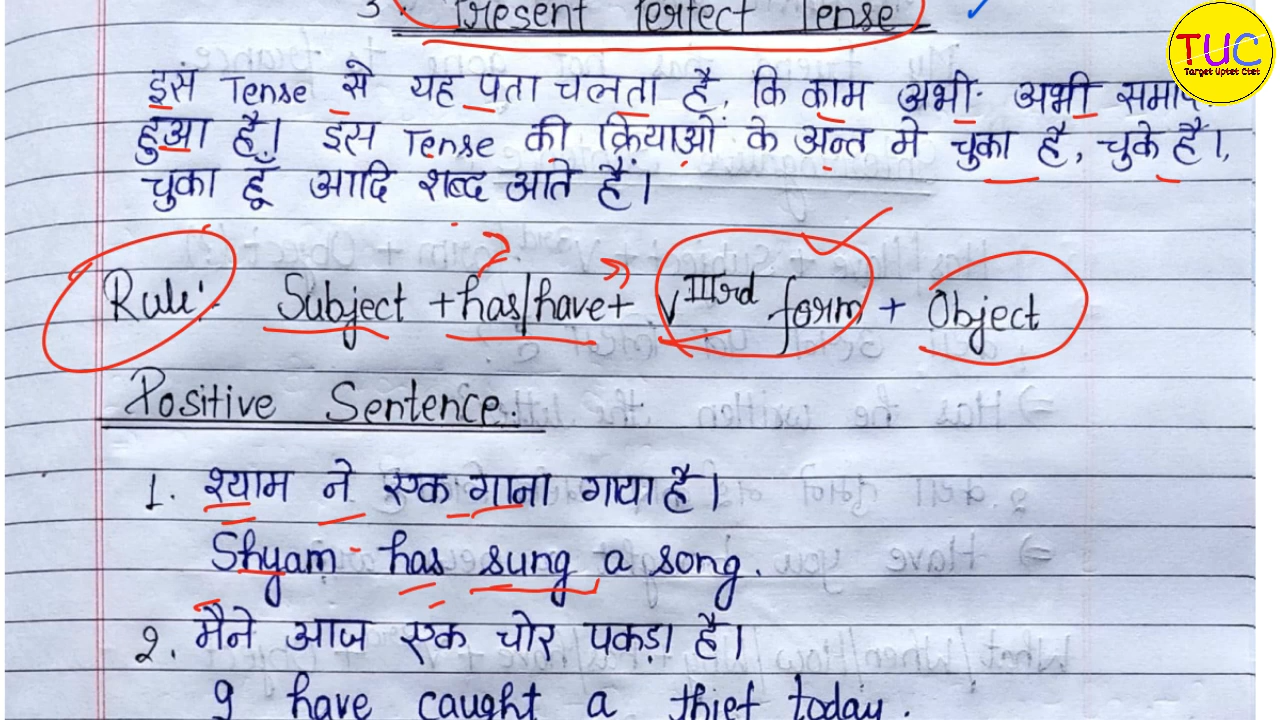 3. Present Perfect Tense
TUC
Target Uptet Ctet
इस Tense से यह पता चलता है, कि काम अभी- अभी
हुआ है। इस Tense की क्रियाओं के अन्त मे चुका है, चुके है।,
चुका हूँ आदि शब्द आते हैं।
Rule:- Subject + has/have + V IIIrd form + Object
Positive Sentence.
1. श्याम ने एक गाना गाया है।
Shyam has sung a song.
2. मैने आज एक चोर पकड़ा है।
I have caught a thief today.